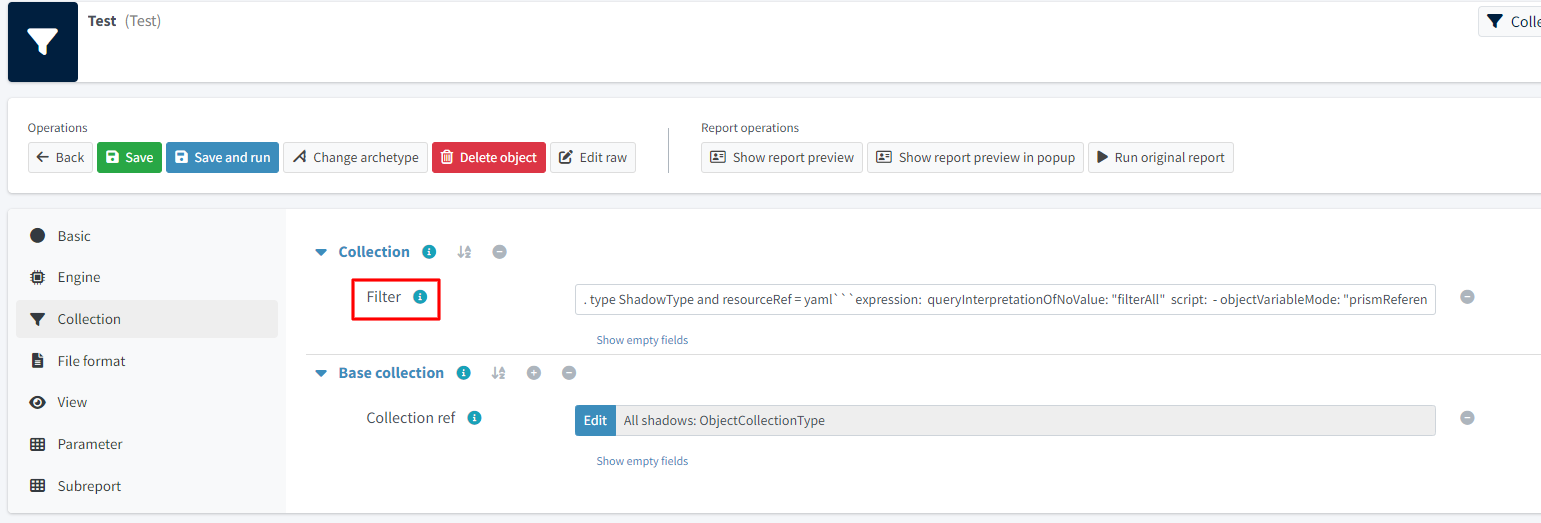 Test (Test)
Colle
Operations
Report operations
Back
Save
Save and run
Change archetype
Delete object
Edit raw
Show report preview
Show report preview in popup
Run original report
Basic
Engine
Collection
File format
View
Parameter
Subreport
Collection
Filter
. type ShadowType and resourceRef = yaml```expression: queryInterpretationOfNoValue: "filterAll" script: - objectVariableMode: "prismReferen
Show empty fields
Base collection
Collection ref
Edit
All shadows: ObjectCollectionType
Show empty fields